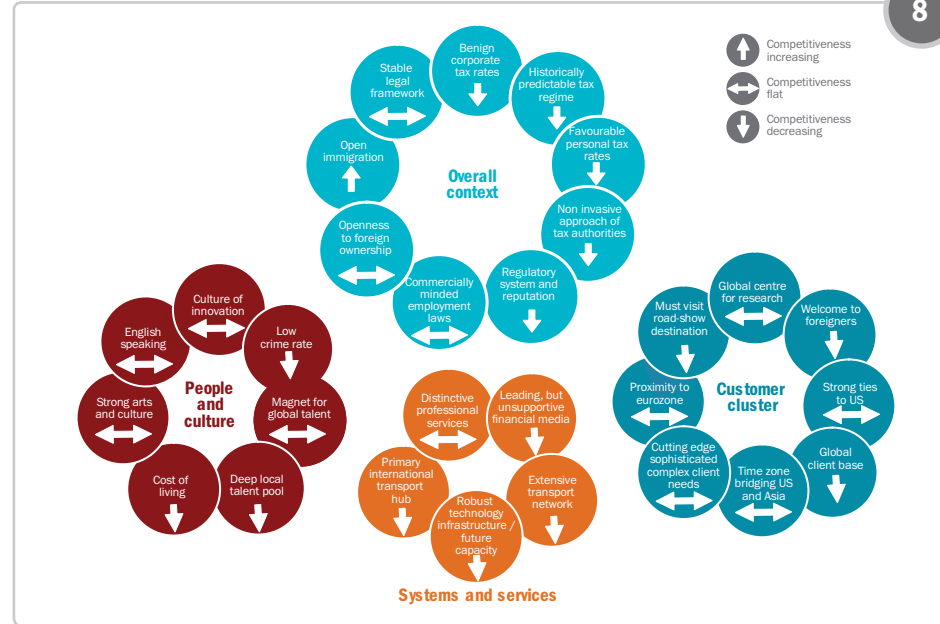 8
Competitiveness
increasing
Competitiveness
flat
Competitiveness
decreasing
Benign
corporate
tax rates
Stable
legal
framework
Historically
predictable tax
regime
Open
immigration
Favourable
personal tax
rates
Overall
context
Openness
to foreign
ownership
Non invasive
approach of
tax authorities
Commercially
minded
employment
laws
Regulatory
system and
reputation
Culture of
innovation
English
speaking
Low
crime rate
People
and
culture
Strong arts
and culture
Magnet for
global talent
Cost of
living
Deep local
talent pool
Distinctive
professional
services
Leading, but
unsupportive
financial media
Primary
international
transport
hub
Robust
technology
infrastructure /
future
capacity
Extensive
transport
network
Systems and services
Global centre
for research
Must visit
road-show
destination
Welcome to
foreigners
Proximity to
eurozone
Customer
cluster
Strong ties
to US
Cutting edge
sophisticated
complex client
needs
Time zone
bridging US
and Asia
Global
client base